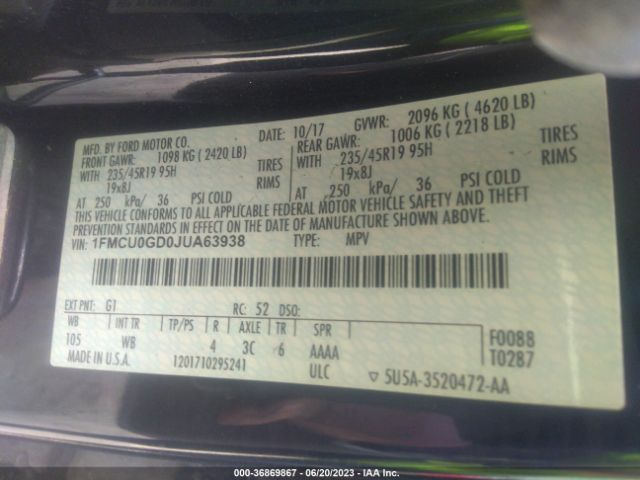 MFD. BY FORD MOTOR CO. DATE: 10/17 GVWR: 2096 KG ( 4620 LB)
FRONT GAWR: 1098 KG ( 2420 LB) REAR GAWR: 1006 KG ( 2218 LB)
WITH 235/45R19 95H TIRES WITH 235/45R19 95H TIRES
19x8J RIMS 19x8J RIMS
AT 250 kPa/ 36 PSI COLD AT 250 kPa/ 36 PSI COLD
THIS VEHICLE CONFORMS TO ALL APPLICABLE FEDERAL MOTOR VEHICLE SAFETY AND THEFT
PREVENTION STANDARDS IN EFFECT ON THE DATE OF MANUFACTURE SHOWN ABOVE.
VIN: 1FMCU0GD0JUA63938 TYPE: MPV
EXT PNT: G1 RC: 52 DSO:
WB INT TR TP/PS R AXLE TR SPR
105 WB 4 3C 6 AAAA F0088
MADE IN U.S.A. 1201710295241 ULC T0287
▽ 5U5A-3520472-AA
000-36869867 - 06/20/2023 - IAA Inc.